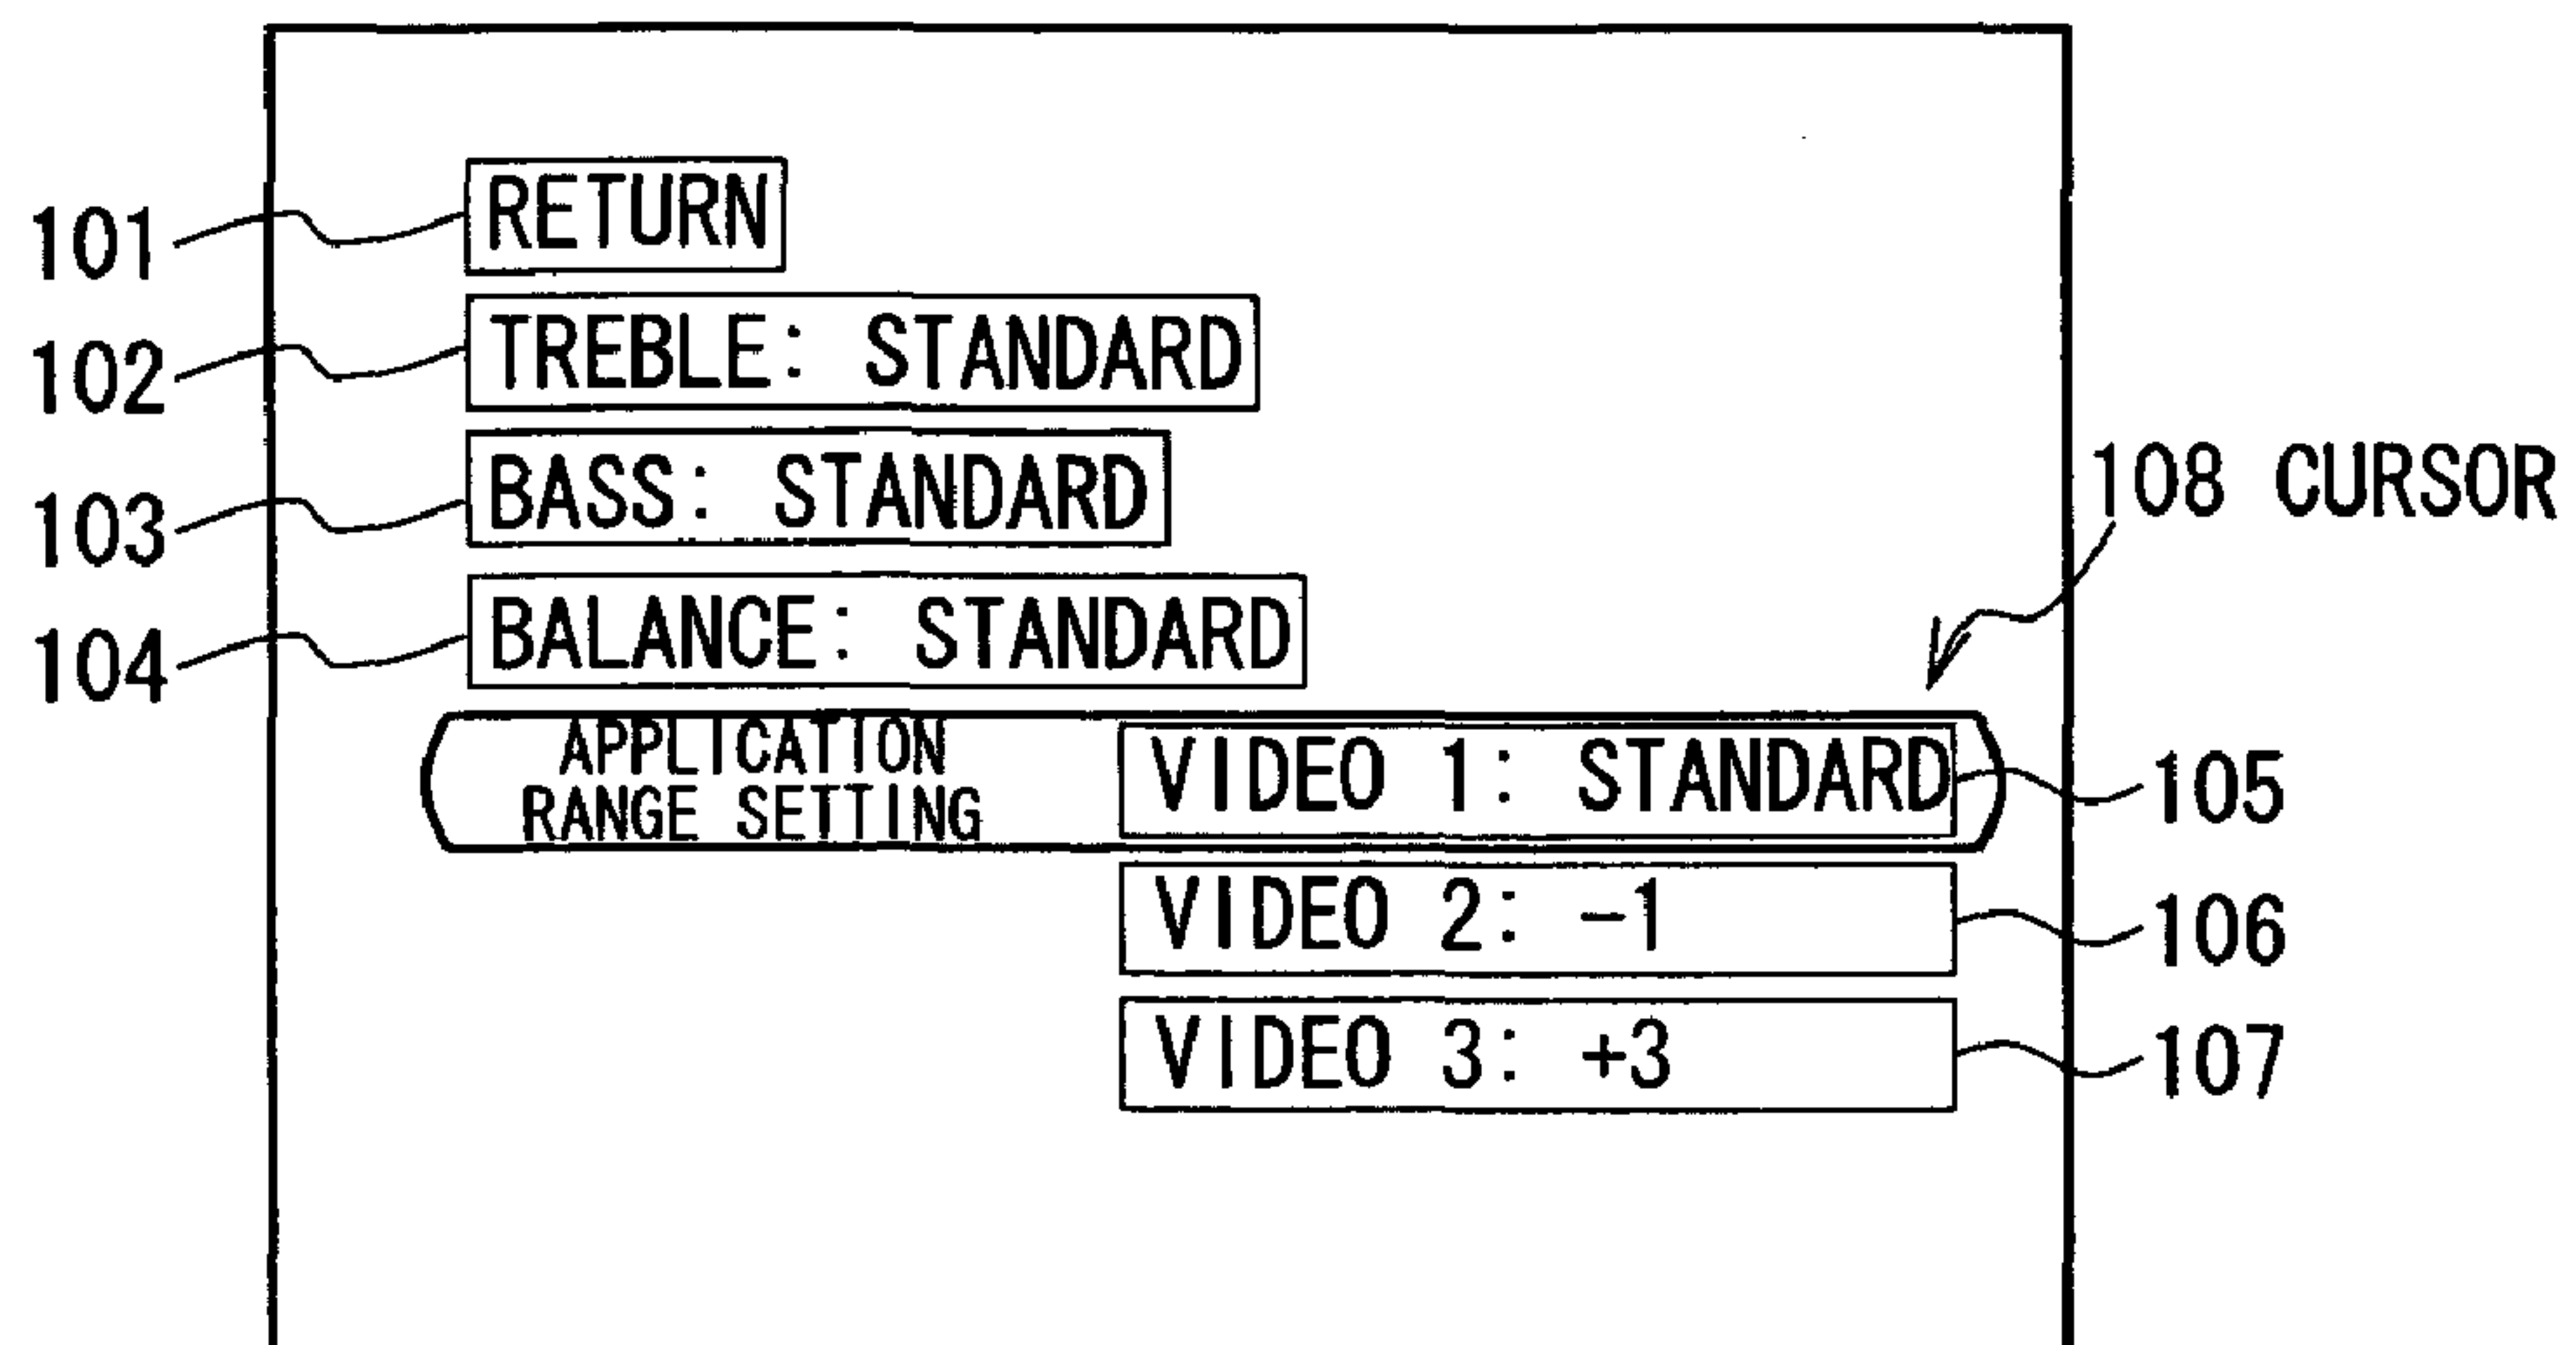 101 RETURN
102 TREBLE: STANDARD
103 BASS: STANDARD
108 CURSOR
104 BALANCE: STANDARD
APPLICATION
RANGE SETTING
VIDEO 1: STANDARD 105
VIDEO 2: -1 106
VIDEO 3: +3 107